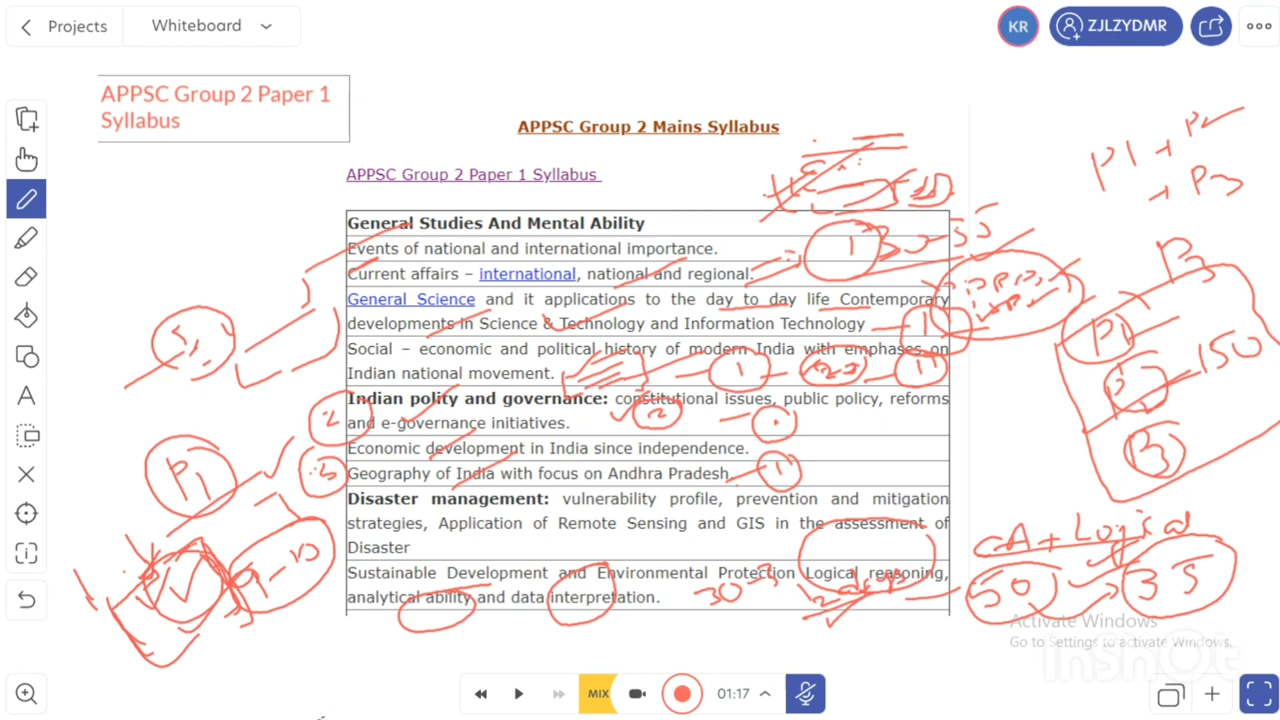 Projects
Whiteboard
KR
ZJLZYDMR
APPSC Group 2 Paper 1
Syllabus
APPSC Group 2 Mains Syllabus
P1 + P2
+ P3
APPSC Group 2 Paper 1 Syllabus
General Studies And Mental Ability
Events of national and international importance.
Current affairs – international, national and regional.
General Science and it applications to the day to day life Contemporary
developments in Science & Technology and Information Technology
Social – economic and political history of modern India with emphases on
Indian national movement.
Indian polity and governance: constitutional issues, public policy, reforms
and e-governance initiatives.
Economic development in India since independence.
Geography of India with focus on Andhra Pradesh.
Disaster management: vulnerability profile, prevention and mitigation
strategies, Application of Remote Sensing and GIS in the assessment of
Disaster
Sustainable Development and Environmental Protection Logical reasoning,
analytical ability and data interpretation.
P1
150
P1
CA + Logical
50
35
2 days
Activate Windows
Go to Settings to activate Windows.
InShOt
MIX
01:17